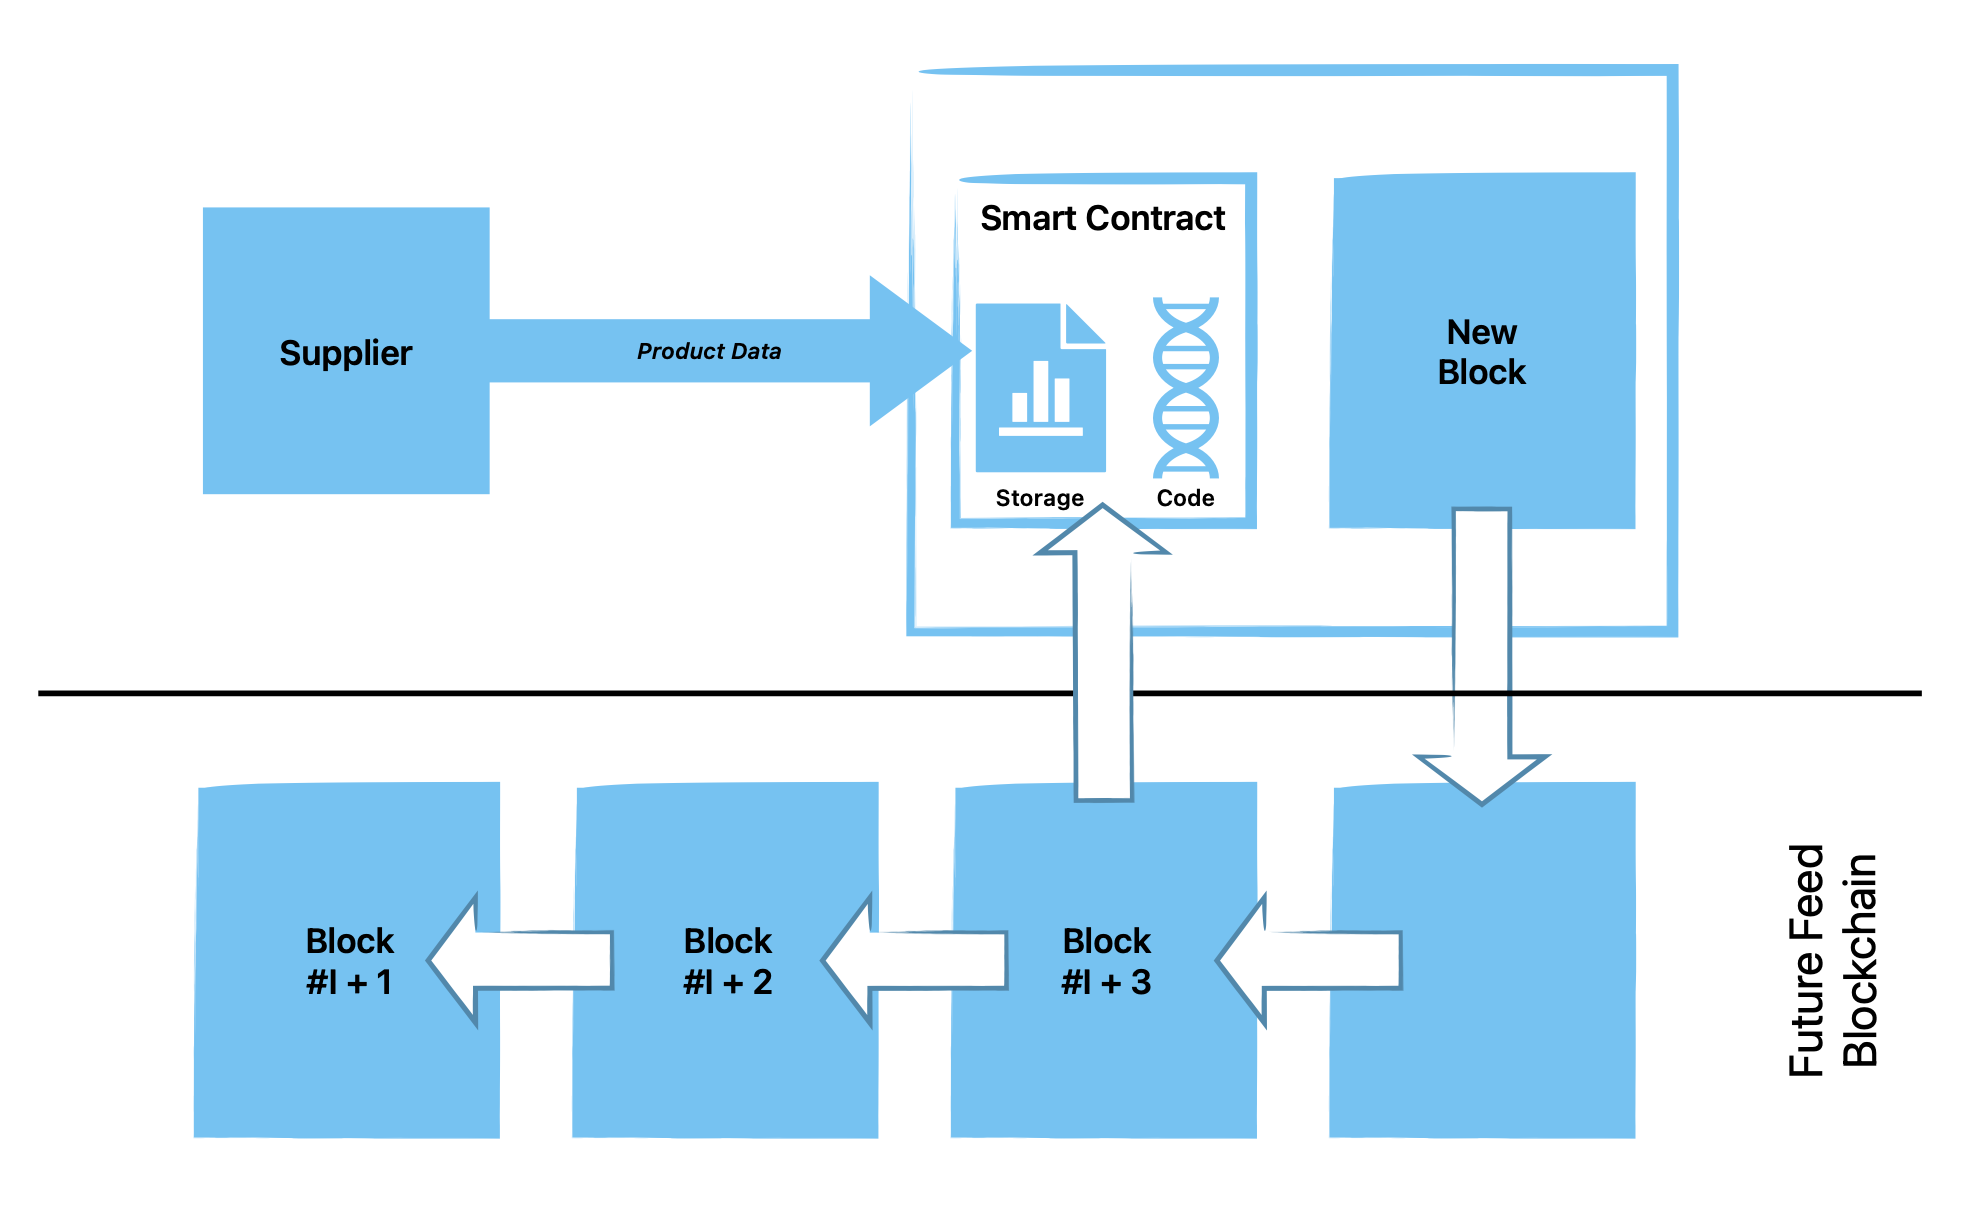 Smart Contract
Supplier
Product Data
New
Block
Storage
Code
Block
#I + 1
Block
#I + 2
Block
#I + 3
Future Feed
Blockchain